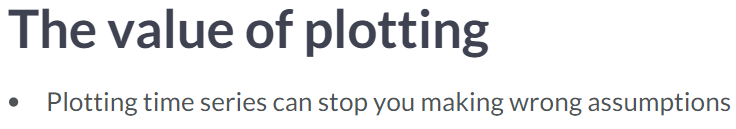 The value of plotting
• Plotting time series can stop you making wrong assumptions